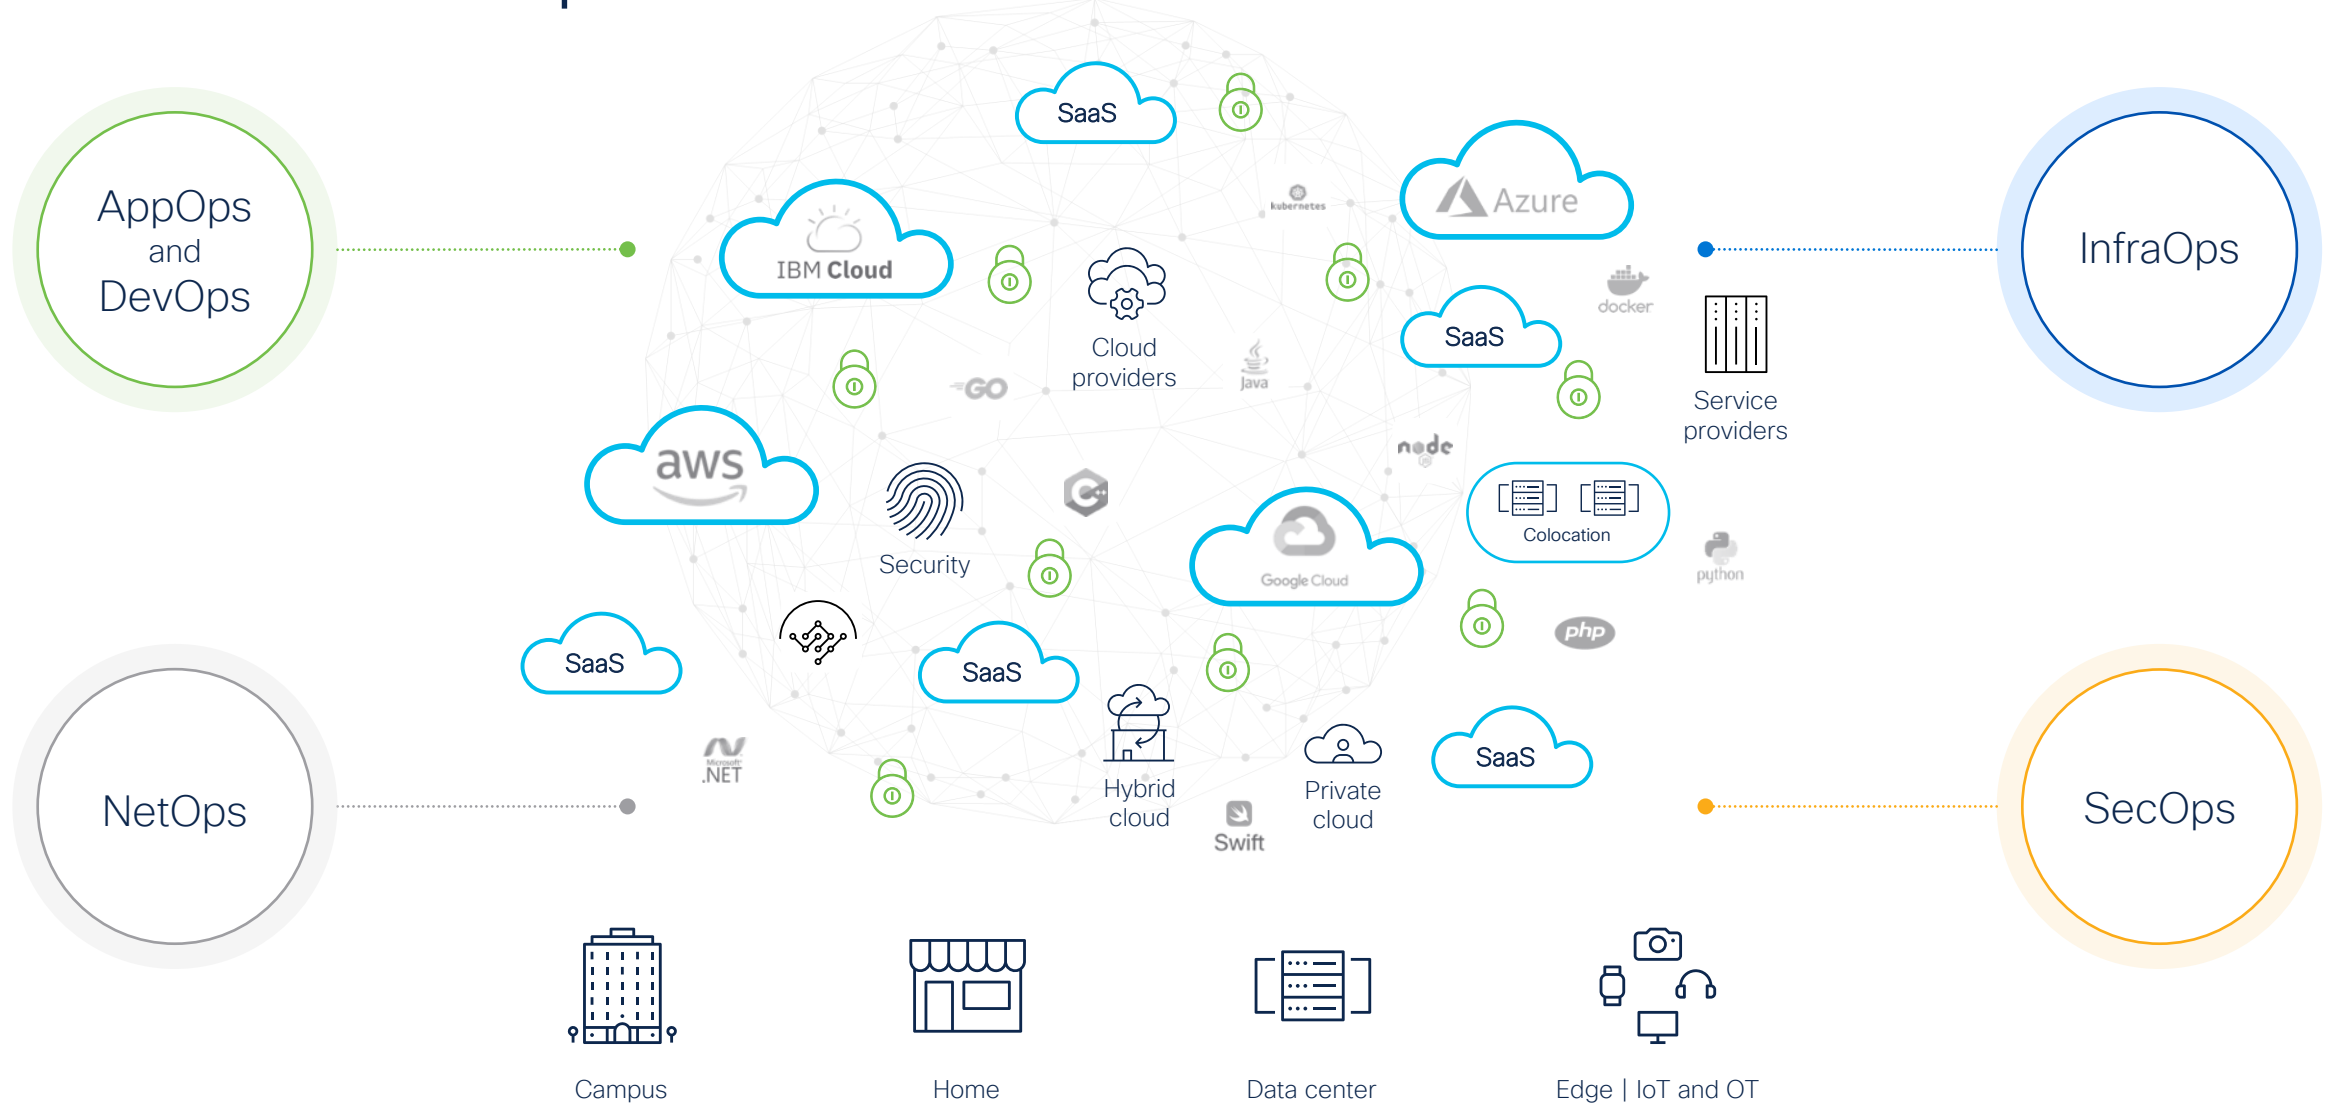 AppOps
and
DevOps
InfraOps
NetOps
SecOps
SaaS
kubernetes
Azure
IBM Cloud
docker
SaaS
Cloud
providers
Java
GO
Service
providers
aws
node
JS
C++
Colocation
Security
Google Cloud
python
php
SaaS
SaaS
Microsoft
.NET
Hybrid
cloud
Private
cloud
SaaS
Swift
Campus
Home
Data center
Edge | IoT and OT